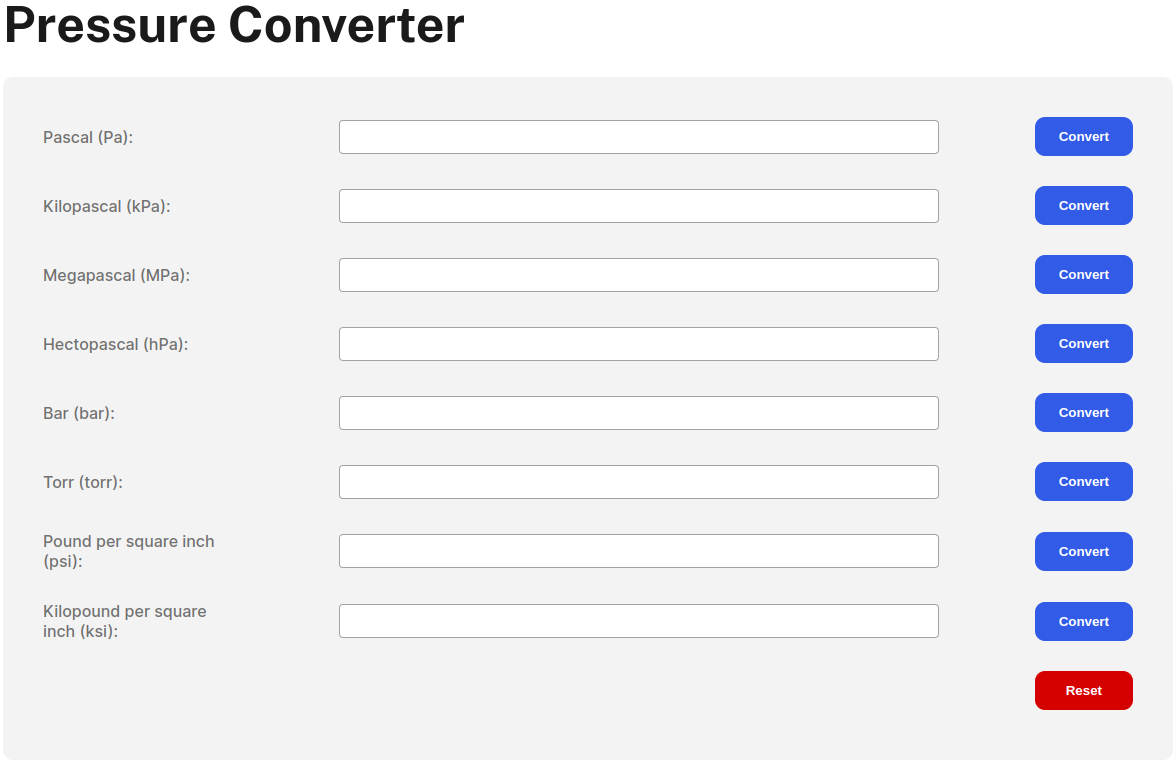 Pressure Converter
Pascal (Pa):
Convert
Kilopascal (kPa):
Convert
Megapascal (MPa):
Convert
Hectopascal (hPa):
Convert
Bar (bar):
Convert
Torr (torr):
Convert
Pound per square inch
(psi):
Convert
Kilopound per square
inch (ksi):
Convert
Reset